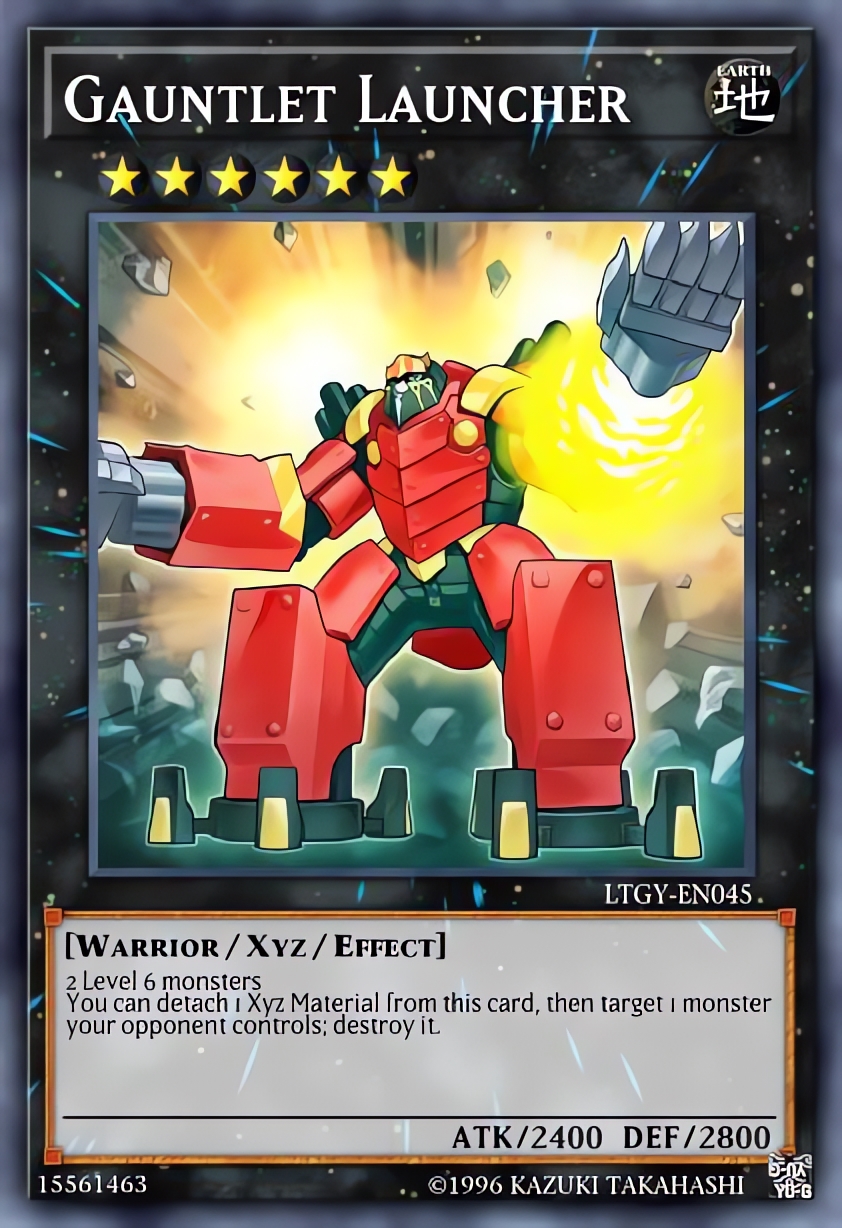 GAUNTLET LAUNCHER
EARTH
地
LTGY-EN045
[WARRIOR / XYZ / EFFECT]
2 Level 6 monsters
You can detach 1 Xyz Material from this card, then target 1 monster
your opponent controls; destroy it.
ATK/2400 DEF/2800
15561463 ©1996 KAZUKI TAKAHASHI